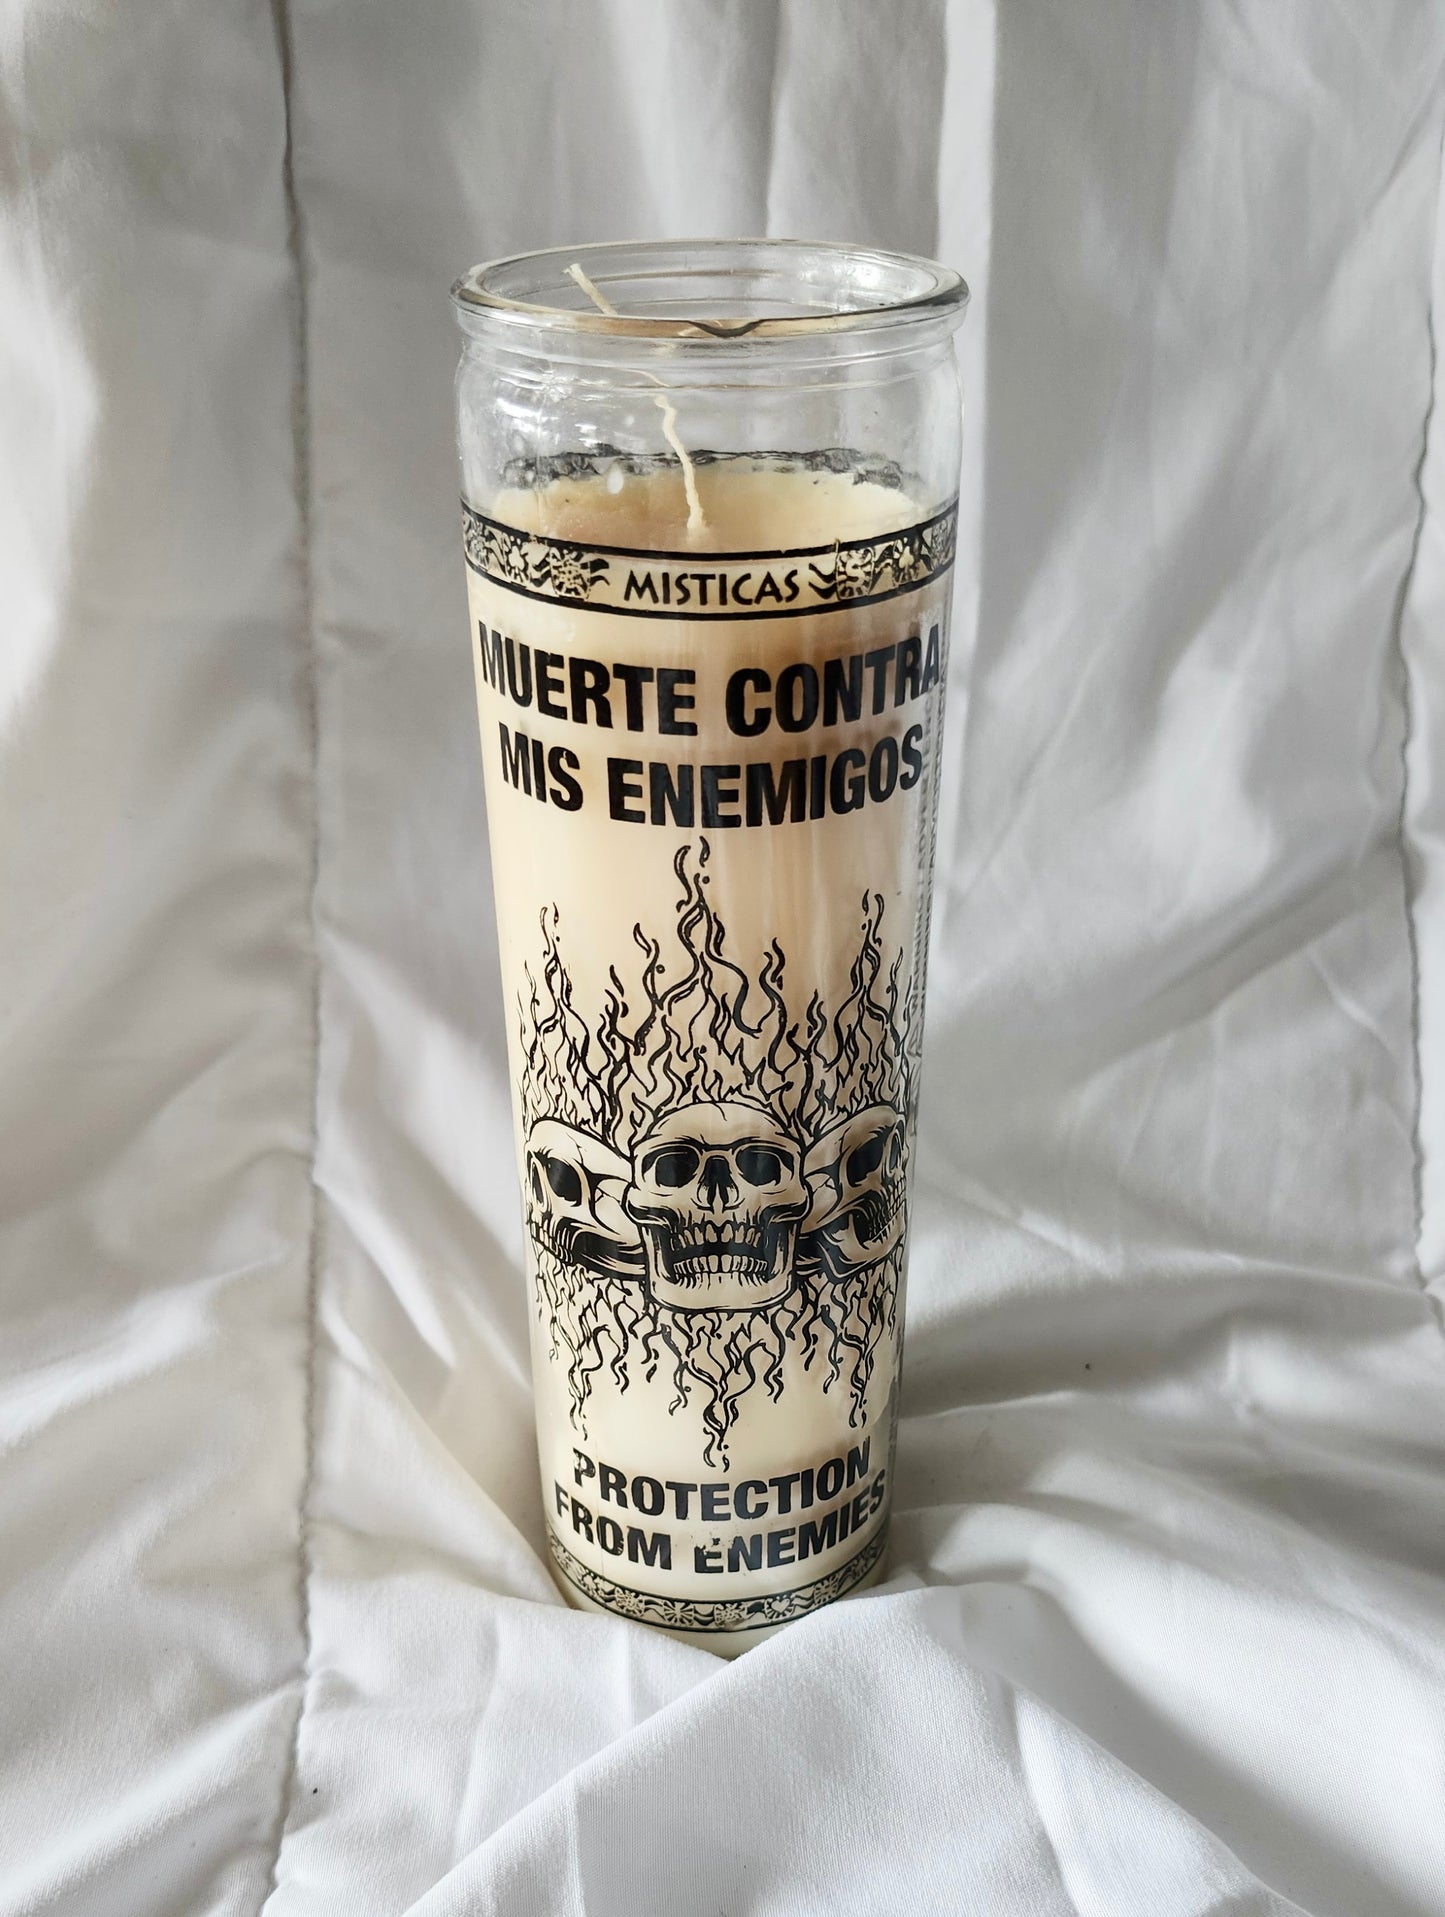 MISTICAS
MUERTE CONTRA
MIS ENEMIGOS
PROTECTION
FROM ENEMIES